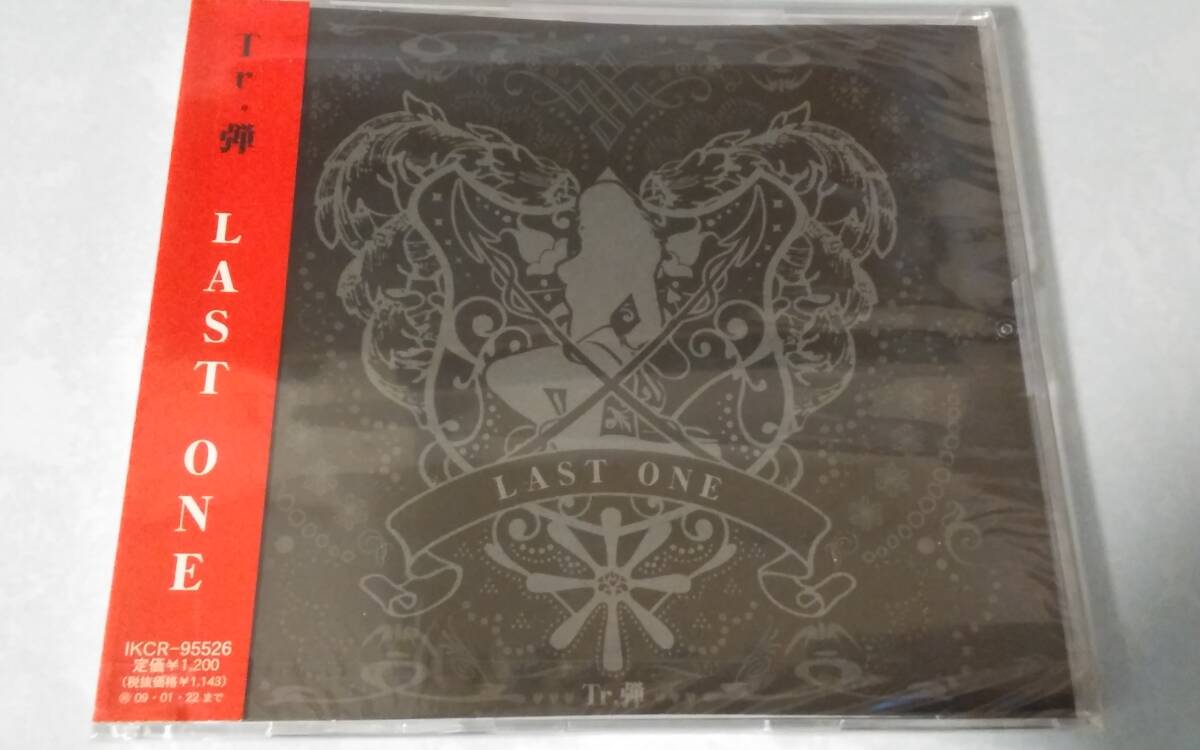 Tr.弾
LAST ONE
IKCR-95526
定価¥1,200
(税抜価格¥1,143)
09・01・22まで
LAST ONE
Tr.弾